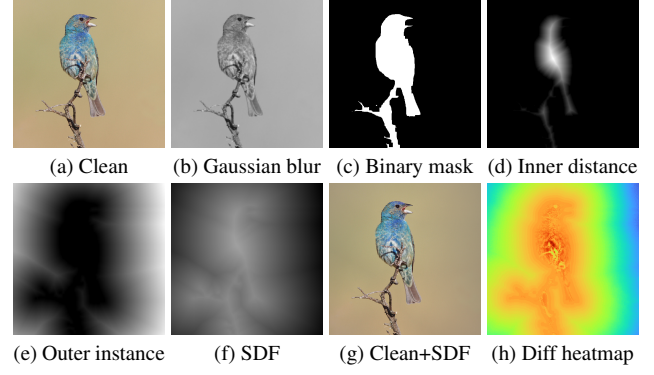 (a) Clean (b) Gaussian blur (c) Binary mask (d) Inner distance
(e) Outer instance (f) SDF (g) Clean+SDF (h) Diff heatmap